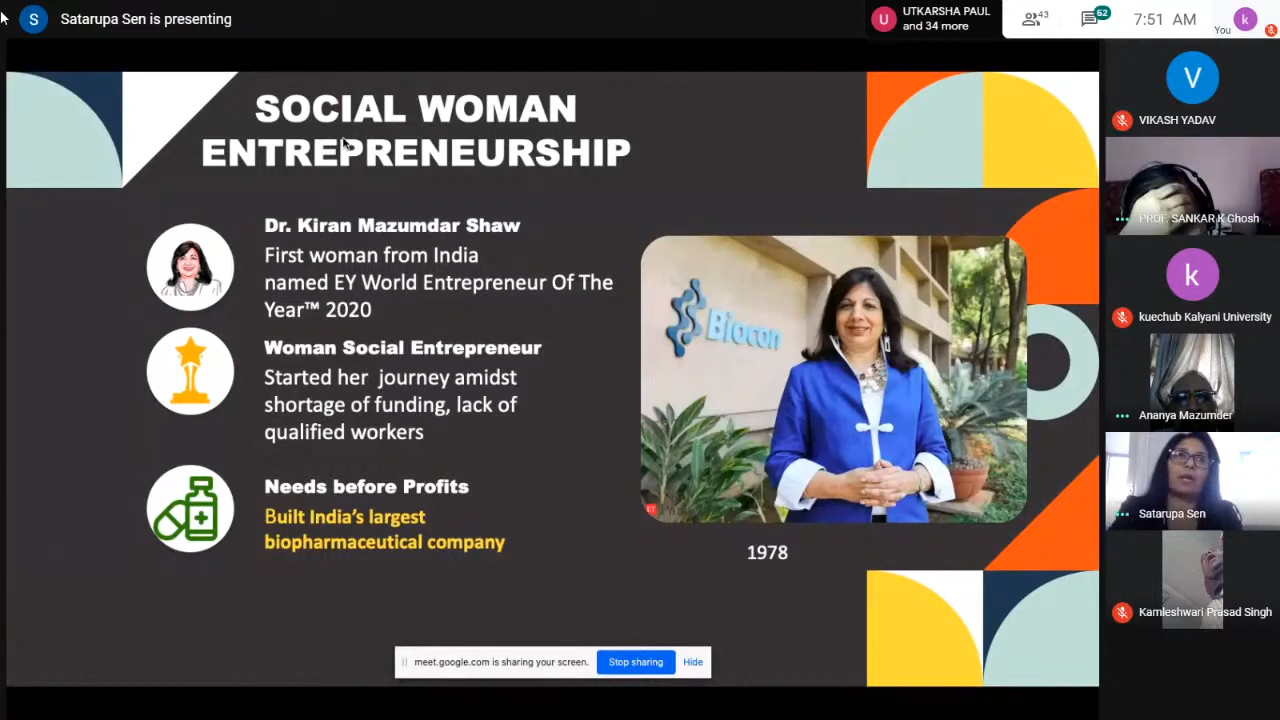 S Satarupa Sen is presenting
U UTKARSHA PAUL
and 34 more
43
52
7:51 AM
You
k
SOCIAL WOMAN
ENTREPRENEURSHIP
Dr. Kiran Mazumdar Shaw
First woman from India
named EY World Entrepreneur Of The
Year™ 2020
Woman Social Entrepreneur
Started her journey amidst
shortage of funding, lack of
qualified workers
Needs before Profits
Built India's largest
biopharmaceutical company
Biocon
ET
1978
meet.google.com is sharing your screen. Stop sharing Hide
V
VIKASH YADAV
PROF. SANKAR K Ghosh
k
kuechub Kalyani University
Ananya Mazumder
Satarupa Sen
Kamleshwari Prasad Singh